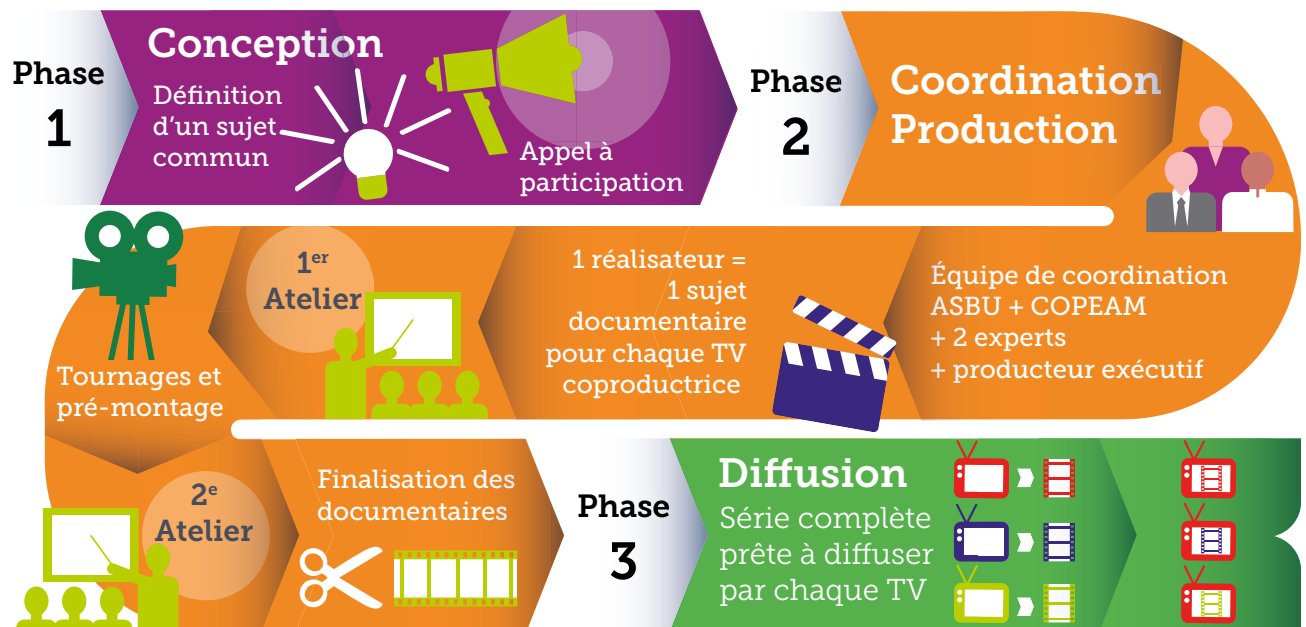 Phase
1
Conception
Définition
d'un sujet
commun
Appel à
participation
Phase
2
Coordination
Production
Équipe de coordination
ASBU + COPEAM
+ 2 experts
+ producteur exécutif
1 réalisateur =
1 sujet
documentaire
pour chaque TV
coproductrice
1er
Atelier
Tournages et
pré-montage
2e
Atelier
Finalisation des
documentaires
Phase
3
Diffusion
Série complète
prête à diffuser
par chaque TV